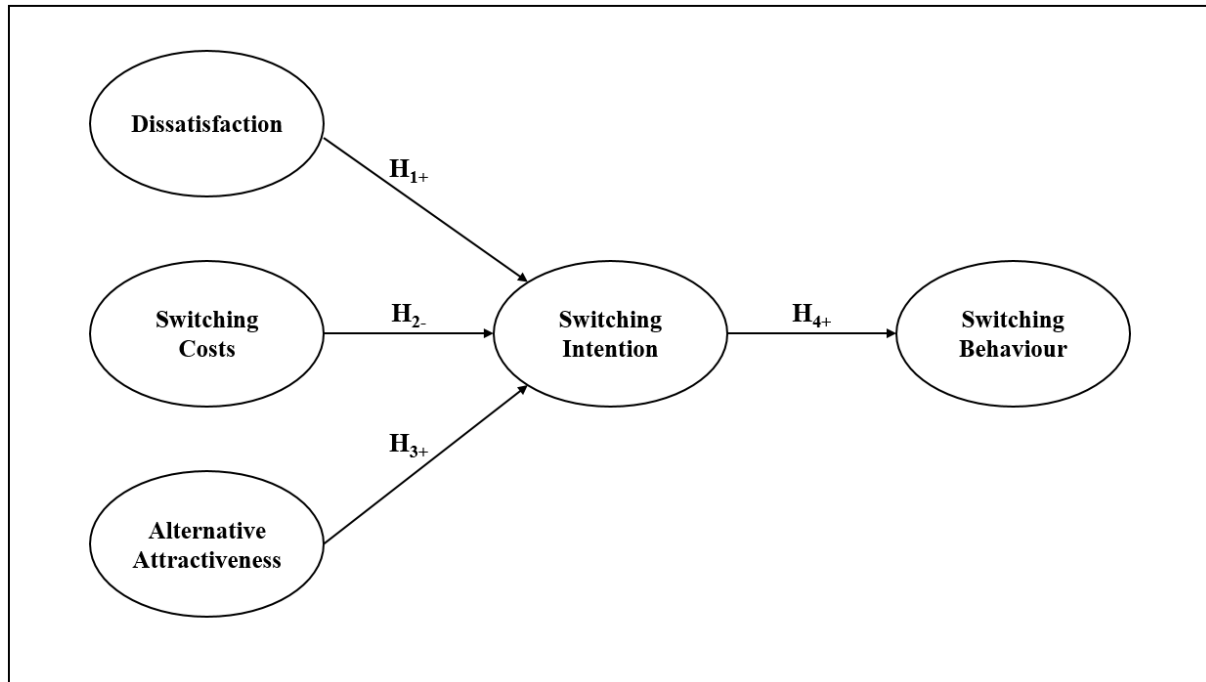 Dissatisfaction
H1+
Switching
Costs
H2-
Switching
Intention
H4+
Switching
Behaviour
H3+
Alternative
Attractiveness